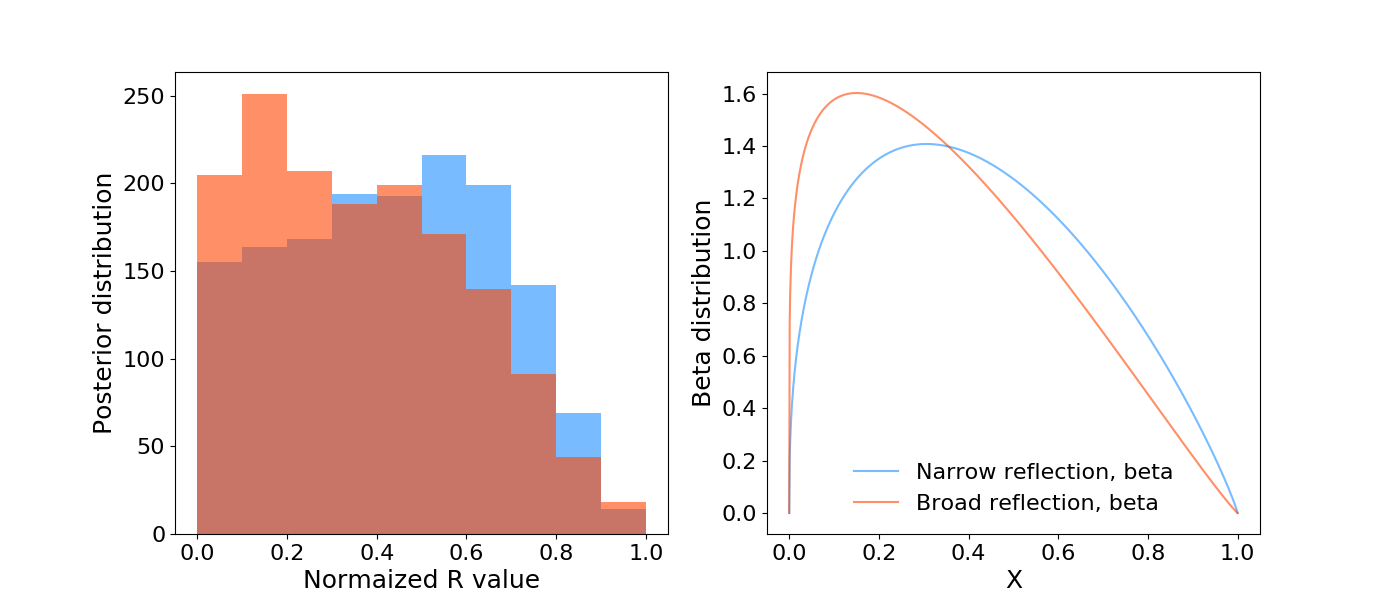 250
200
150
100
50
0
Posterior distribution
0.0 0.2 0.4 0.6 0.8 1.0
Normaized R value
1.6
1.4
1.2
1.0
0.8
0.6
0.4
0.2
0.0
Beta distribution
Narrow reflection, beta
Broad reflection, beta
0.0 0.2 0.4 0.6 0.8 1.0
X